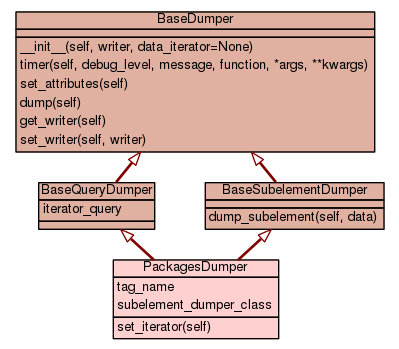 BaseDumper
__init__(self, writer, data_iterator=None)
timer(self, debug_level, message, function, *args, **kwargs)
set_attributes(self)
dump(self)
get_writer(self)
set_writer(self, writer)
BaseQueryDumper
iterator_query
BaseSubelementDumper
dump_subelement(self, data)
PackagesDumper
tag_name
subelement_dumper_class
set_iterator(self)